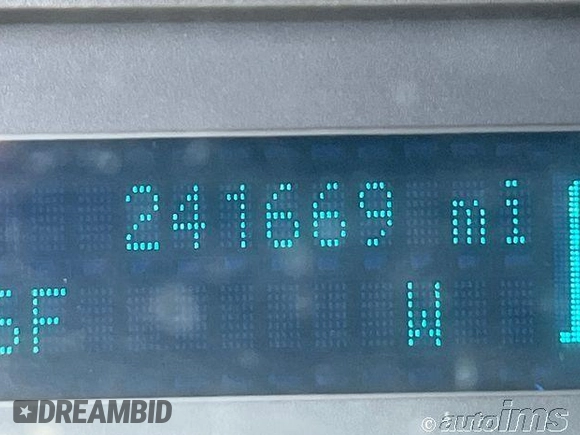 241669 mi
F W
DREAMBID
© autoims